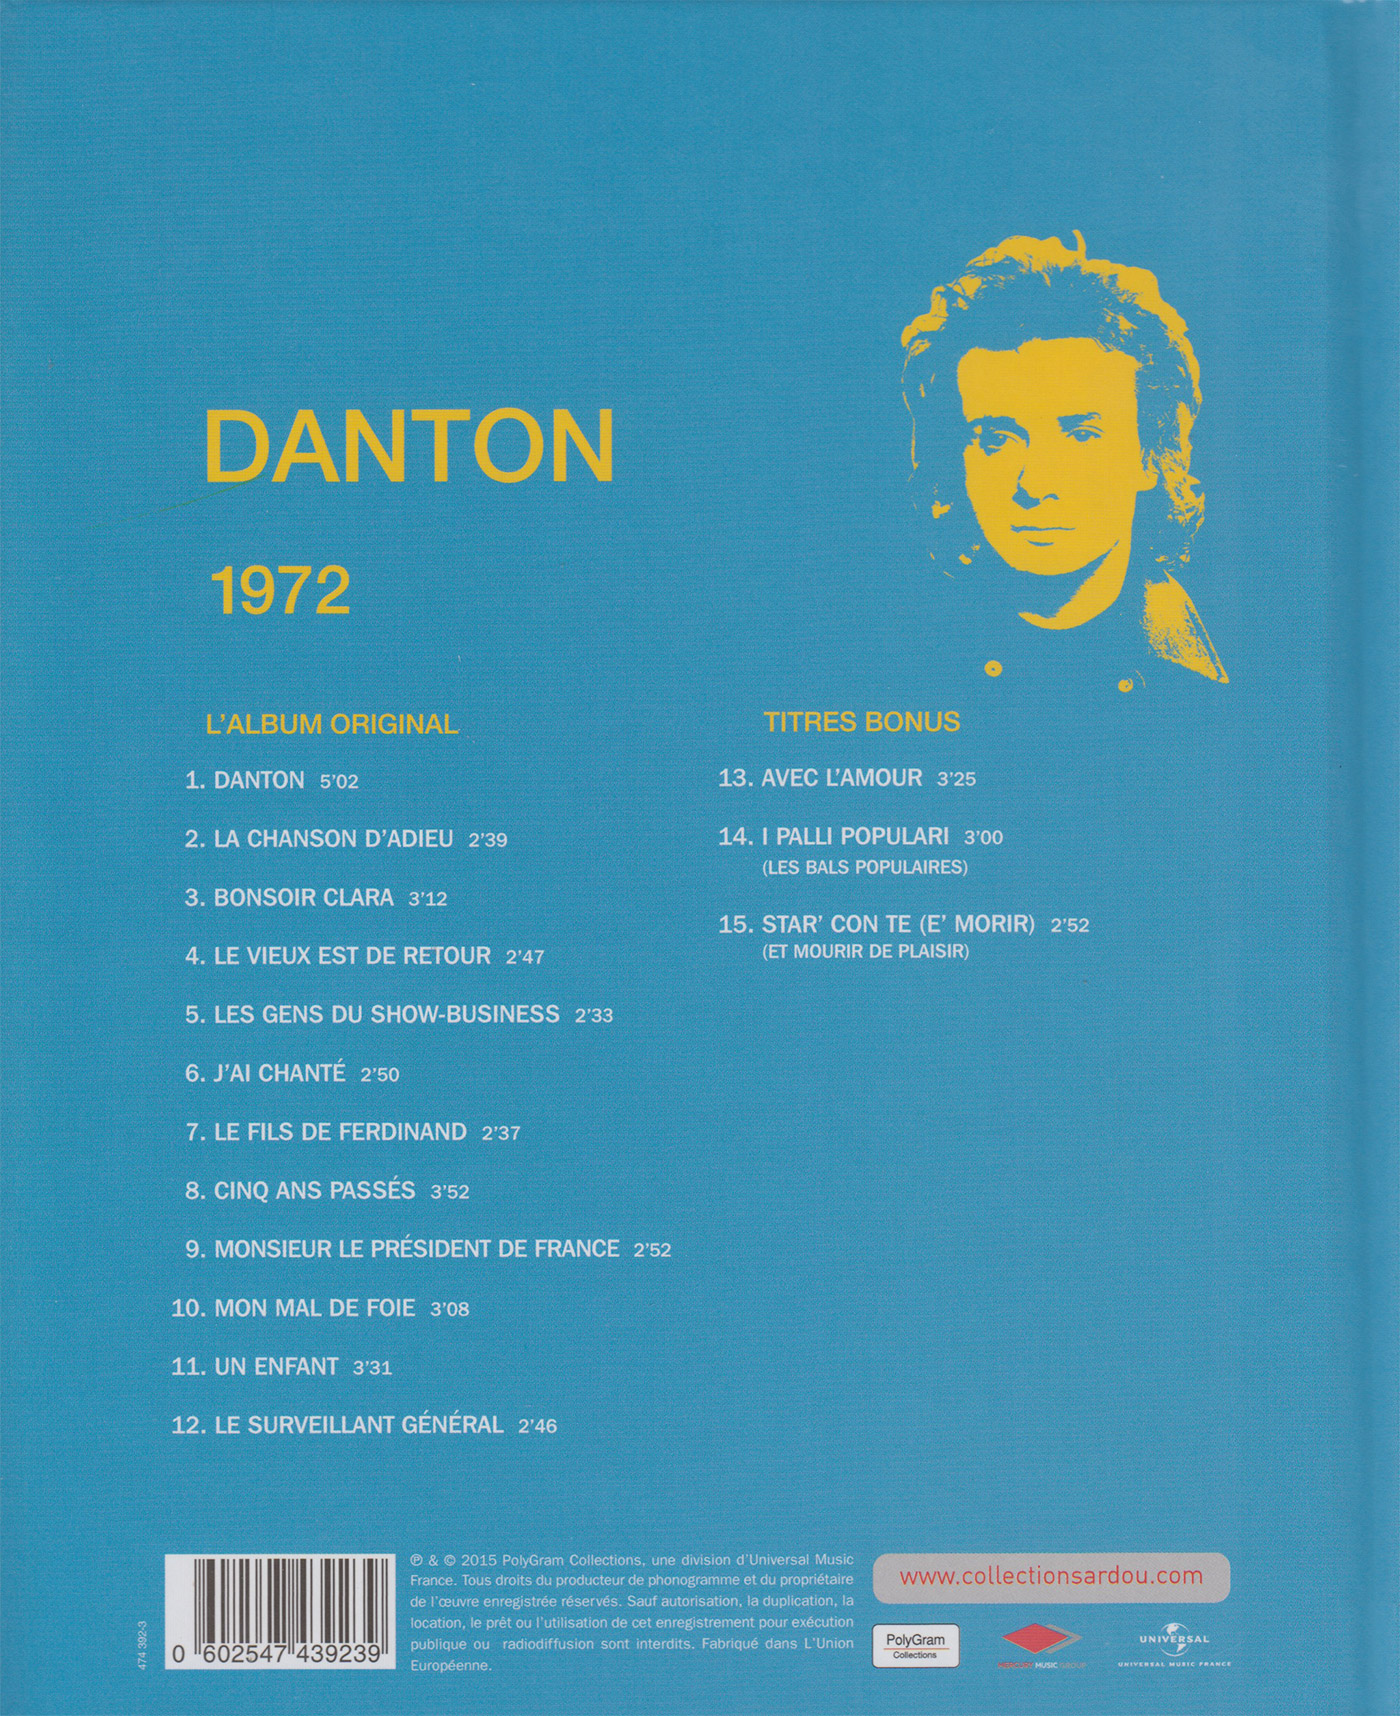 DANTON
1972
L'ALBUM ORIGINAL
1. DANTON 5'02
2. LA CHANSON D'ADIEU 2'39
3. BONSOIR CLARA 3'12
4. LE VIEUX EST DE RETOUR 2'47
5. LES GENS DU SHOW-BUSINESS 2'33
6. J'AI CHANTÉ 2'50
7. LE FILS DE FERDINAND 2'37
8. CINQ ANS PASSÉS 3'52
9. MONSIEUR LE PRÉSIDENT DE FRANCE 2'52
10. MON MAL DE FOIE 3'08
11. UN ENFANT 3'31
12. LE SURVEILLANT GÉNÉRAL 2'46
TITRES BONUS
13. AVEC L'AMOUR 3'25
14. I PALLI POPULARI 3'00
(LES BALS POPULAIRES)
15. STAR' CON TE (E' MORIR) 2'52
(ET MOURIR DE PLAISIR)
474 392-3
0 602547 439239
℗ & © 2015 PolyGram Collections, une division d'Universal Music
France. Tous droits du producteur de phonogramme et du propriétaire
de l'œuvre enregistrée réservés. Sauf autorisation, la duplication, la
location, le prêt ou l'utilisation de cet enregistrement pour exécution
publique ou radiodiffusion sont interdits. Fabriqué dans L'Union
Européenne.
www.collectionsardou.com
PolyGram
Collections
MERCURY MUSIC GROUP
UNIVERSAL
UNIVERSAL MUSIC FRANCE